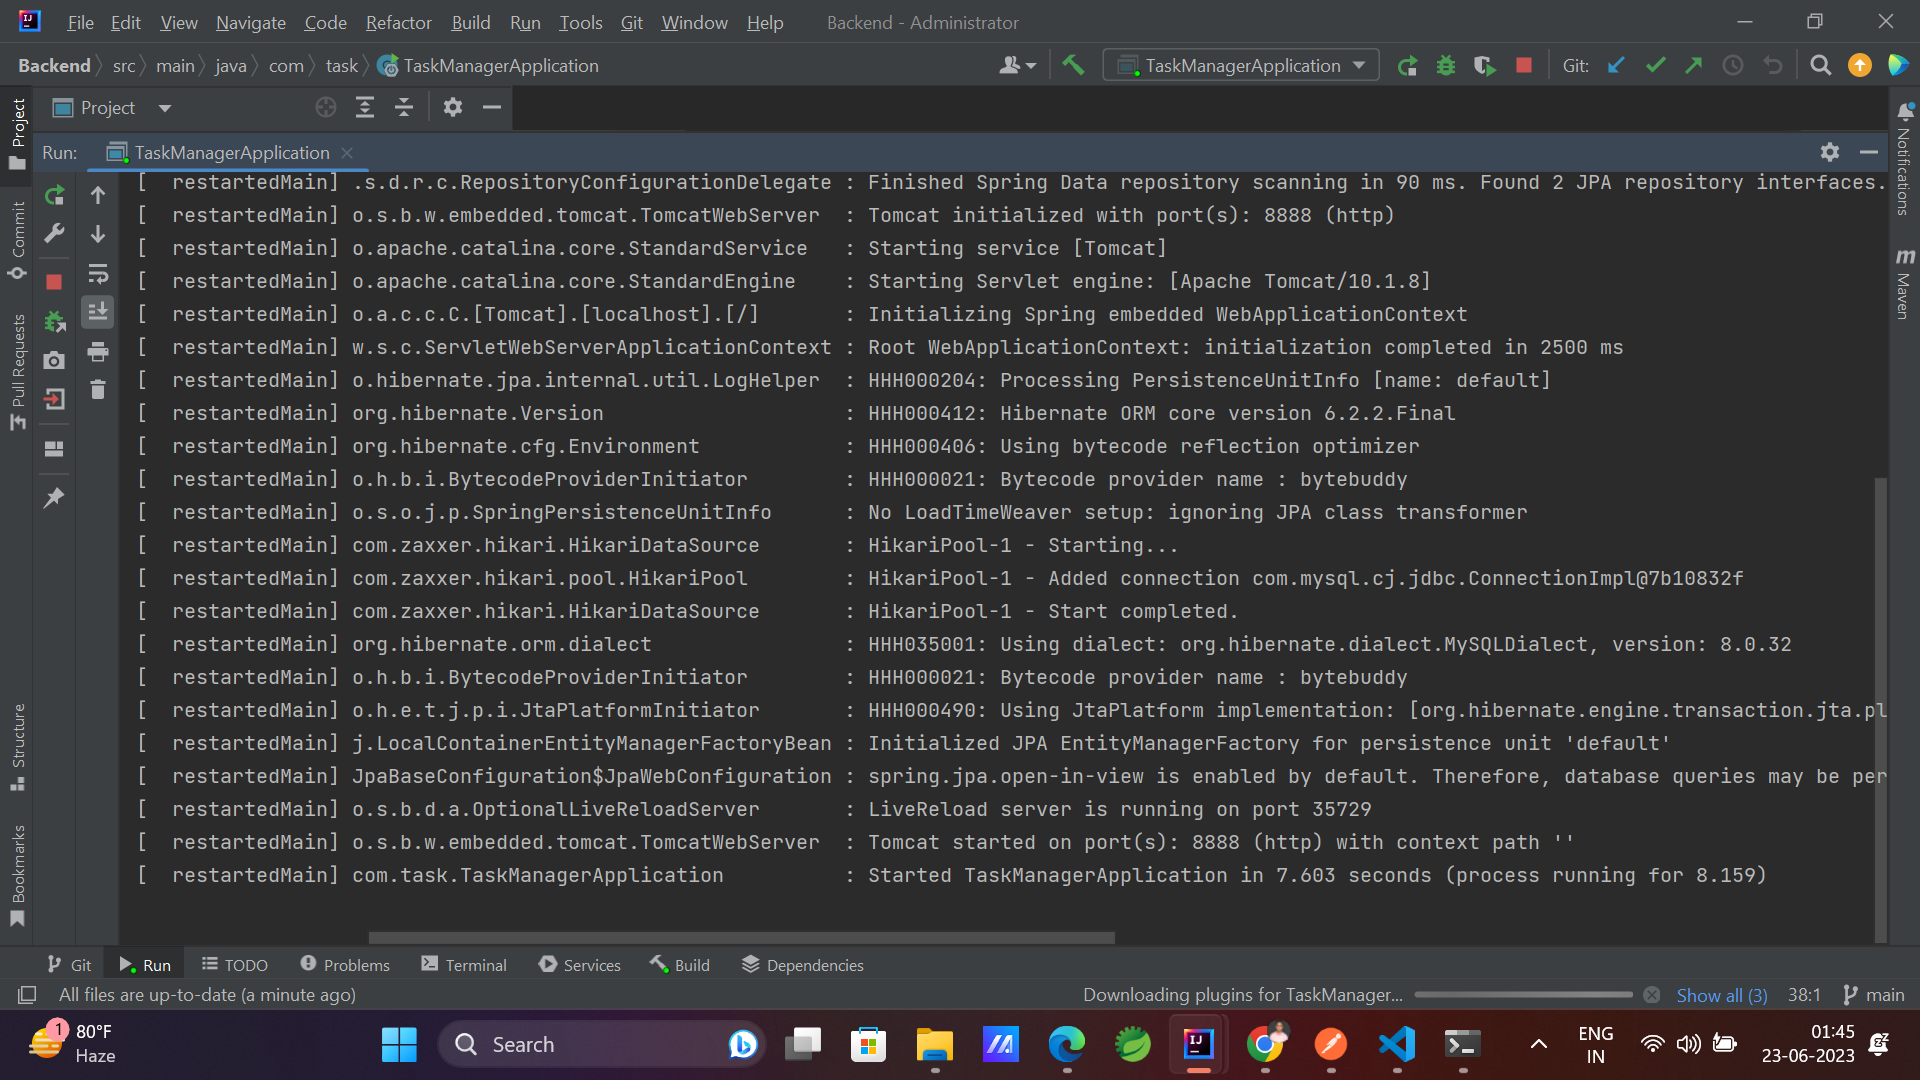 File Edit View Navigate Code Refactor Build Run Tools Git Window Help Backend - Administrator
Backend src main java com task TaskManagerApplication TaskManagerApplication Git:
Project
Run: TaskManagerApplication
[  restartedMain] .s.d.r.c.RepositoryConfigurationDelegate : Finished Spring Data repository scanning in 90 ms. Found 2 JPA repository interfaces.
[  restartedMain] o.s.b.w.embedded.tomcat.TomcatWebServer  : Tomcat initialized with port(s): 8888 (http)
[  restartedMain] o.apache.catalina.core.StandardService   : Starting service [Tomcat]
[  restartedMain] o.apache.catalina.core.StandardEngine    : Starting Servlet engine: [Apache Tomcat/10.1.8]
[  restartedMain] o.a.c.c.C.[Tomcat].[localhost].[/]       : Initializing Spring embedded WebApplicationContext
[  restartedMain] w.s.c.ServletWebServerApplicationContext : Root WebApplicationContext: initialization completed in 2500 ms
[  restartedMain] o.hibernate.jpa.internal.util.LogHelper  : HHH000204: Processing PersistenceUnitInfo [name: default]
[  restartedMain] org.hibernate.Version                    : HHH000412: Hibernate ORM core version 6.2.2.Final
[  restartedMain] org.hibernate.cfg.Environment            : HHH000406: Using bytecode reflection optimizer
[  restartedMain] o.h.b.i.BytecodeProviderInitiator        : HHH000021: Bytecode provider name : bytebuddy
[  restartedMain] o.s.o.j.p.SpringPersistenceUnitInfo      : No LoadTimeWeaver setup: ignoring JPA class transformer
[  restartedMain] com.zaxxer.hikari.HikariDataSource       : HikariPool-1 - Starting...
[  restartedMain] com.zaxxer.hikari.pool.HikariPool        : HikariPool-1 - Added connection com.mysql.cj.jdbc.ConnectionImpl@7b10832f
[  restartedMain] com.zaxxer.hikari.HikariDataSource       : HikariPool-1 - Start completed.
[  restartedMain] org.hibernate.orm.dialect                : HHH035001: Using dialect: org.hibernate.dialect.MySQLDialect, version: 8.0.32
[  restartedMain] o.h.b.i.BytecodeProviderInitiator        : HHH000021: Bytecode provider name : bytebuddy
[  restartedMain] o.h.e.t.j.p.i.JtaPlatformInitiator       : HHH000490: Using JtaPlatform implementation: [org.hibernate.engine.transaction.jta.pl
[  restartedMain] j.LocalContainerEntityManagerFactoryBean : Initialized JPA EntityManagerFactory for persistence unit 'default'
[  restartedMain] JpaBaseConfiguration$JpaWebConfiguration : spring.jpa.open-in-view is enabled by default. Therefore, database queries may be per
[  restartedMain] o.s.b.d.a.OptionalLiveReloadServer       : LiveReload server is running on port 35729
[  restartedMain] o.s.b.w.embedded.tomcat.TomcatWebServer  : Tomcat started on port(s): 8888 (http) with context path ''
[  restartedMain] com.task.TaskManagerApplication          : Started TaskManagerApplication in 7.603 seconds (process running for 8.159)
Project
Commit
Pull Requests
Structure
Bookmarks
Notifications
Maven
Git Run TODO Problems Terminal Services Build Dependencies
All files are up-to-date (a minute ago) Downloading plugins for TaskManager... Show all (3) 38:1 main
1 80°F
Haze
Search
ENG
IN
01:45
23-06-2023